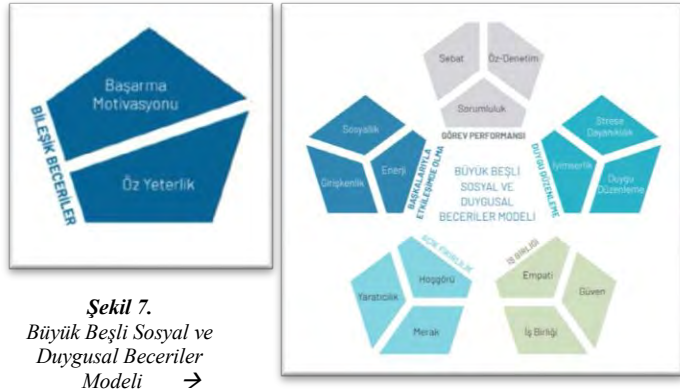 Başarma
Motivasyonu
Öz Yeterlik
BİLEŞİK BECERİLER
Şekil 7.
Büyük Beşli Sosyal ve
Duygusal Beceriler
Modeli →
Sebat
Öz-Denetim
Sorumluluk
GÖREV PERFORMANSI
Sosyallik
Enerji
Girişkenlik
BAŞKALARIYLA
ETKİLEŞİMDE OLMA
BÜYÜK BEŞLİ
SOSYAL VE
DUYGUSAL
BECERİLER MODELİ
Strese
Dayanıklılık
İyimserlik
Duygu
Düzenleme
DUYGU DÜZENLEME
AÇIK FİKİRLİLİK
Hoşgörü
Yaratıcılık
Merak
İŞ BİRLİĞİ
Empati
Güven
İş Birliği